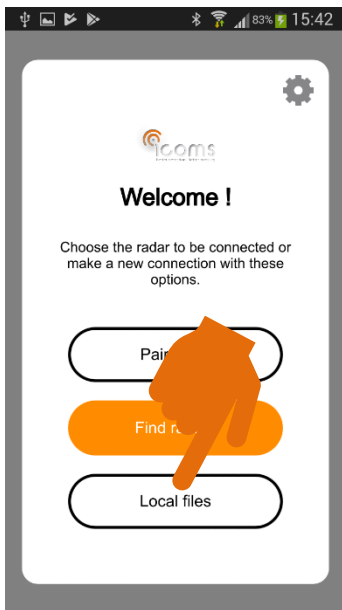 83% 15:42
icoms
Welcome !
Choose the radar to be connected or
make a new connection with these
options.
Find
Local files